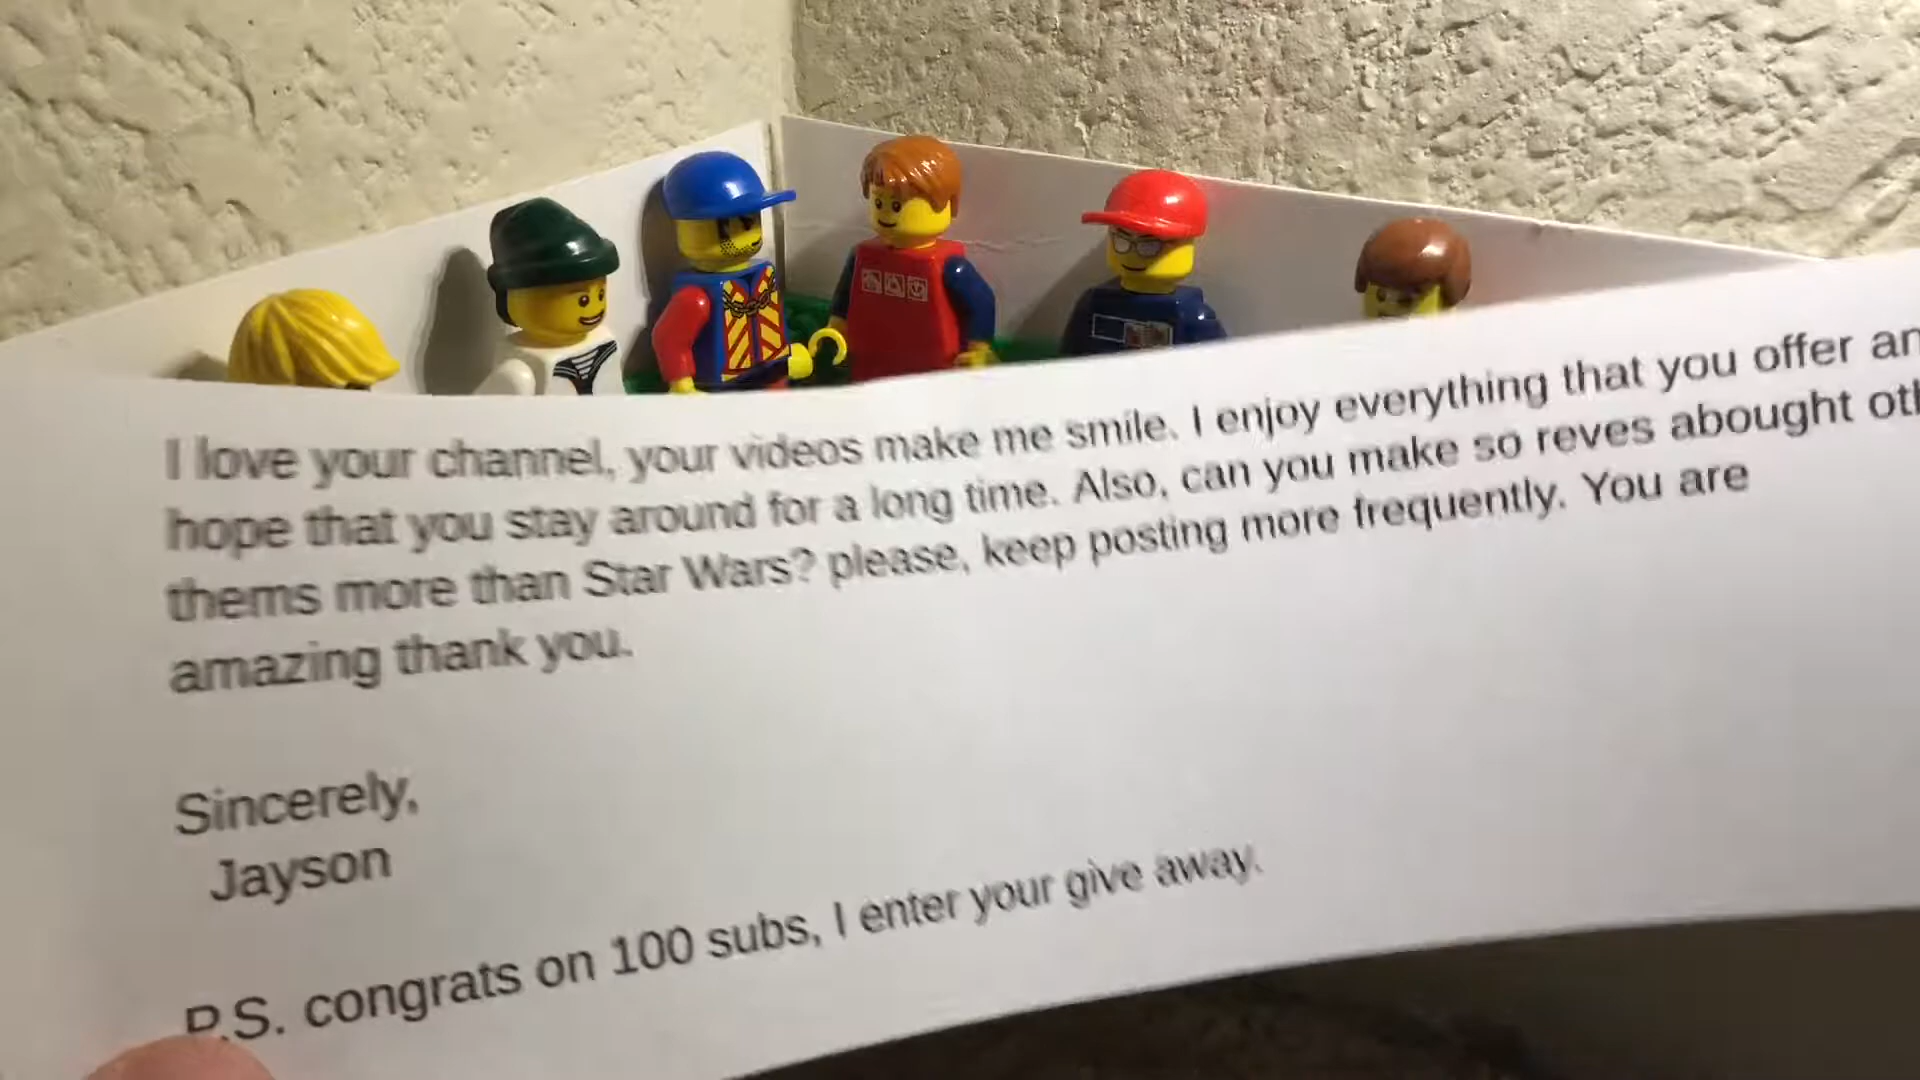 I love your channel, your videos make me smile. I enjoy everything that you offer an
hope that you stay around for a long time. Also, can you make so reves abought oth
thems more than Star Wars? please, keep posting more frequently. You are
amazing thank you.
Sincerely,
Jayson
P.S. congrats on 100 subs, I enter your give away.